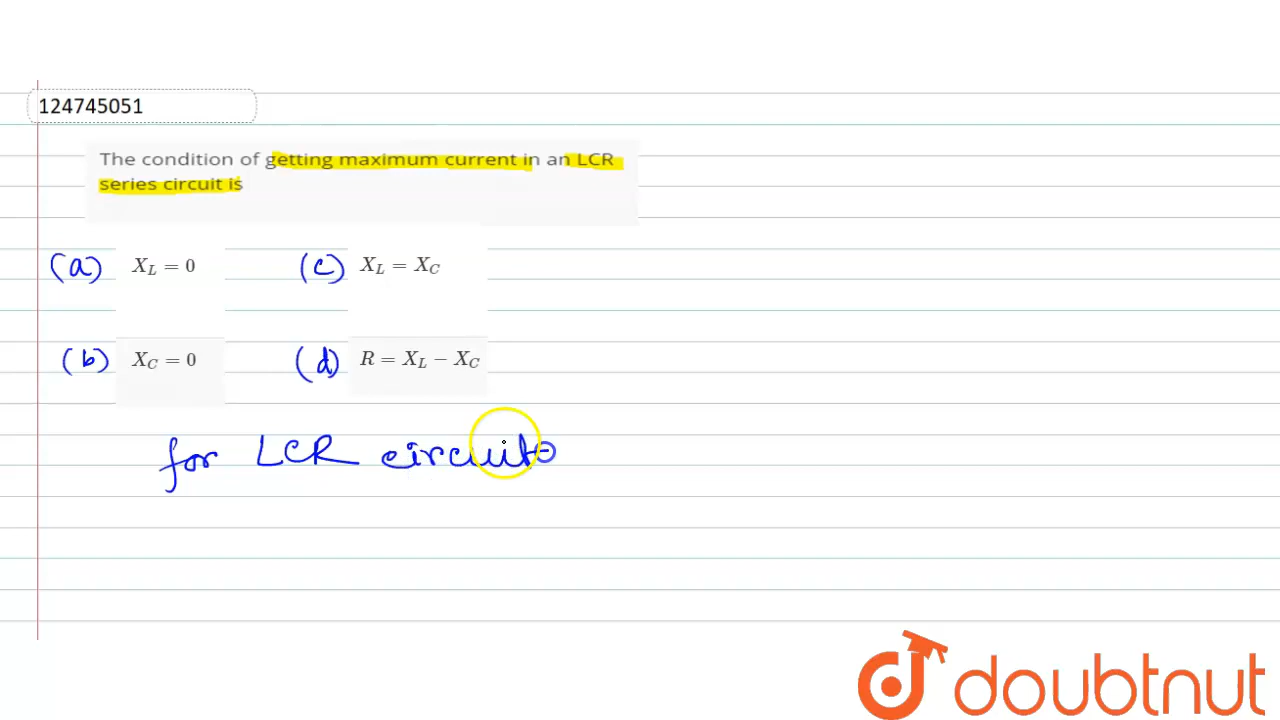 124745051
The condition of getting maximum current in an LCR
series circuit is
(a) X_L = 0
(c) X_L = X_C
(b) X_C = 0
(d) R = X_L − X_C
for LCR circuit
doubtnut